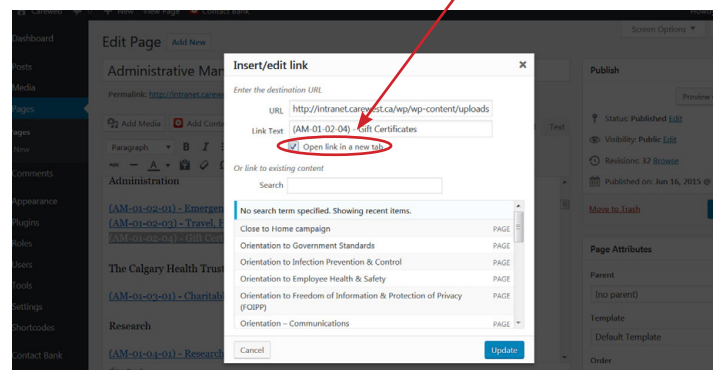 Careweb + New View Page Contact Bank
Dashboard
Posts
Media
Pages
ages
New
Comments
Appearance
Plugins
Roles
Users
Tools
Settings
Shortcodes
Contact Bank
Screen Options ▼
Edit Page Add New
Administrative Man
Permalink: http://intranet.carew
Add Media Add Conta
Text
Paragraph B I
Administration
(AM-01-02-01) - Emergen
(AM-01-02-03) - Travel, H
(AM-01-02-04) - Gift Cert
The Calgary Health Trust
(AM-01-03-01) - Charitab
Research
(AM-01-04-01) - Research
Insert/edit link
Enter the destination URL
URL http://intranet.carewest.ca/wp/wp-content/uploads
Link Text (AM-01-02-04) - Gift Certificates
Open link in a new tab
Or link to existing content
Search
No search term specified. Showing recent items.
Close to Home campaign PAGE
Orientation to Government Standards PAGE
Orientation to Infection Prevention & Control PAGE
Orientation to Employee Health & Safety PAGE
Orientation to Freedom of Information & Protection of Privacy PAGE
(FOIPP)
Orientation – Communications PAGE
Cancel Update
Publish
Preview
Status: Published Edit
Visibility: Public Edit
Revisions: 32 Browse
Published on: Jun 16, 2015 @
Move to Trash
Page Attributes
Parent
(no parent)
Template
Default Template
Order